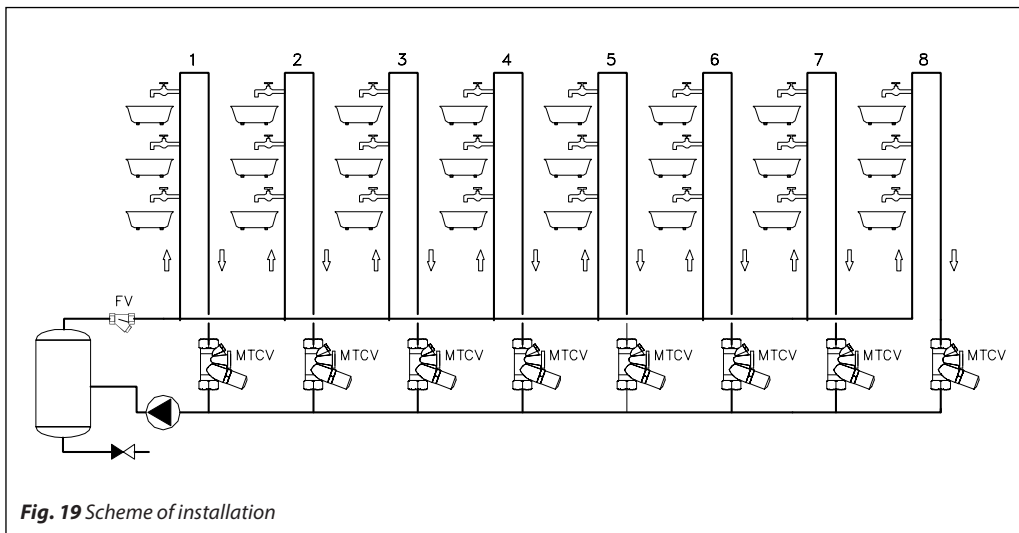 1 2 3 4 5 6 7 8
FV
MTCV MTCV MTCV MTCV MTCV MTCV MTCV MTCV
Fig. 19 Scheme of installation